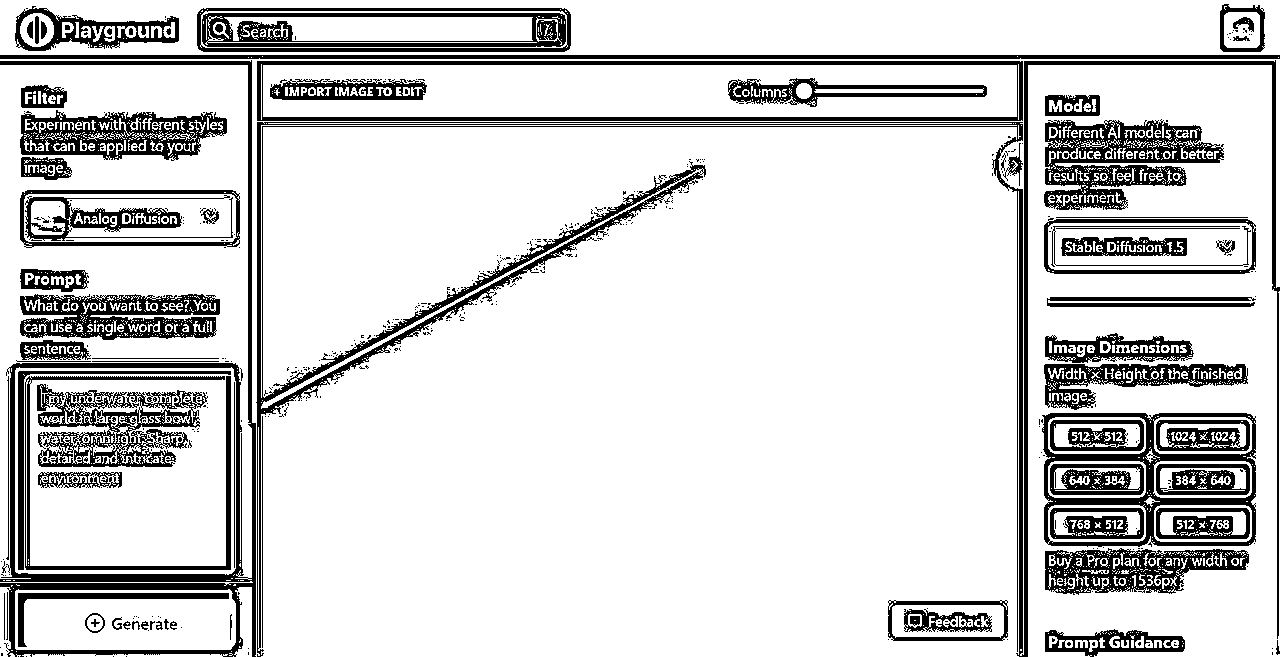 Playground
Search
/
IMPORT IMAGE TO EDIT
Columns
Filter
Experiment with different styles
that can be applied to your
image.
Analog Diffusion
Prompt
What do you want to see? You
can use a single word or a full
sentence.
Tiny underwater complete
world in large glass bowl,
water, omnilight. Sharp,
detailed and intricate
environment
Generate
Feedback
Model
Different AI models can
produce different or better
results so feel free to
experiment.
Stable Diffusion 1.5
Image Dimensions
Width × Height of the finished
image.
512 × 512
1024 × 1024
640 × 384
384 × 640
768 × 512
512 × 768
Buy a Pro plan for any width or
height up to 1536px
Prompt Guidance